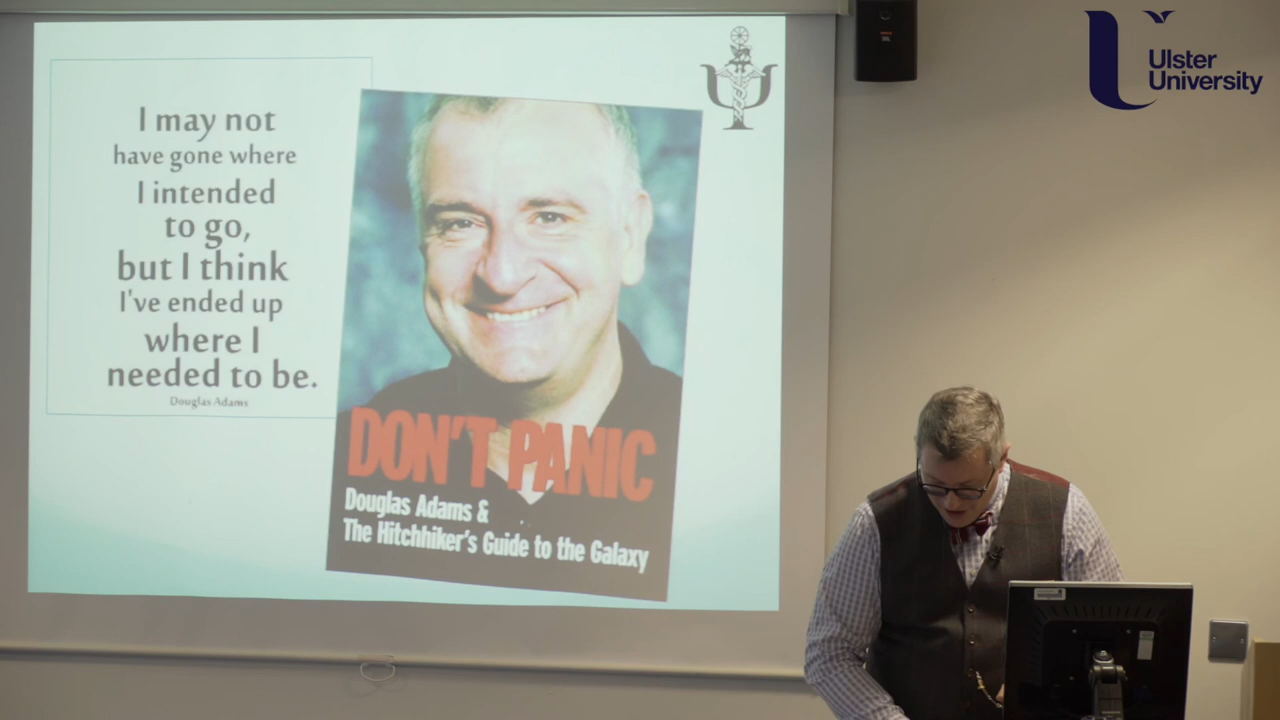 I may not
have gone where
I intended
to go,
but I think
I've ended up
where I
needed to be.
Douglas Adams
DON'T PANIC
Douglas Adams &
The Hitchhiker's Guide to the Galaxy
Ulster
University